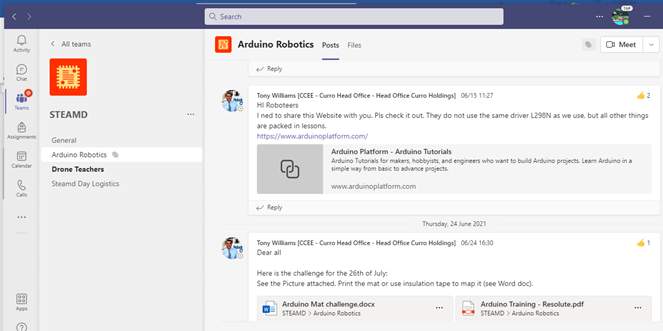 Search
Activity
Chat
Teams
Assignments
Calendar
Calls
Apps
All teams
STEAMD
General
Arduino Robotics
Drone Teachers
Steamd Day Logistics
Arduino Robotics
Posts
Files
Meet
Reply
Tony Williams [CCEE - Curro Head Office - Head Office Curro Holdings] 06/15 11:27
2
HI Roboteers
I ned to share this Website with you. Pls check it out. They do not use the same driver L298N as we use, but all other things
are packed in lessons.
https://www.arduinoplatform.com/
Arduino Platform - Arduino Tutorials
Arduino Tutorials for makers, hobbyists, and engineers who want to build Arduino projects. Learn Arduino in a
simple way from basic to advance projects.
www.arduinoplatform.com
Reply
Thursday, 24 June 2021
Tony Williams [CCEE - Curro Head Office - Head Office Curro Holdings] 06/24 16:30
1
Dear all
Here is the challenge for the 26th of July:
See the Picture attached. Print the mat or use insulation tape to map it (see Word doc).
Arduino Mat challenge.docx
STEAMD > Arduino Robotics
Arduino Training - Resolute.pdf
STEAMD > Arduino Robotics